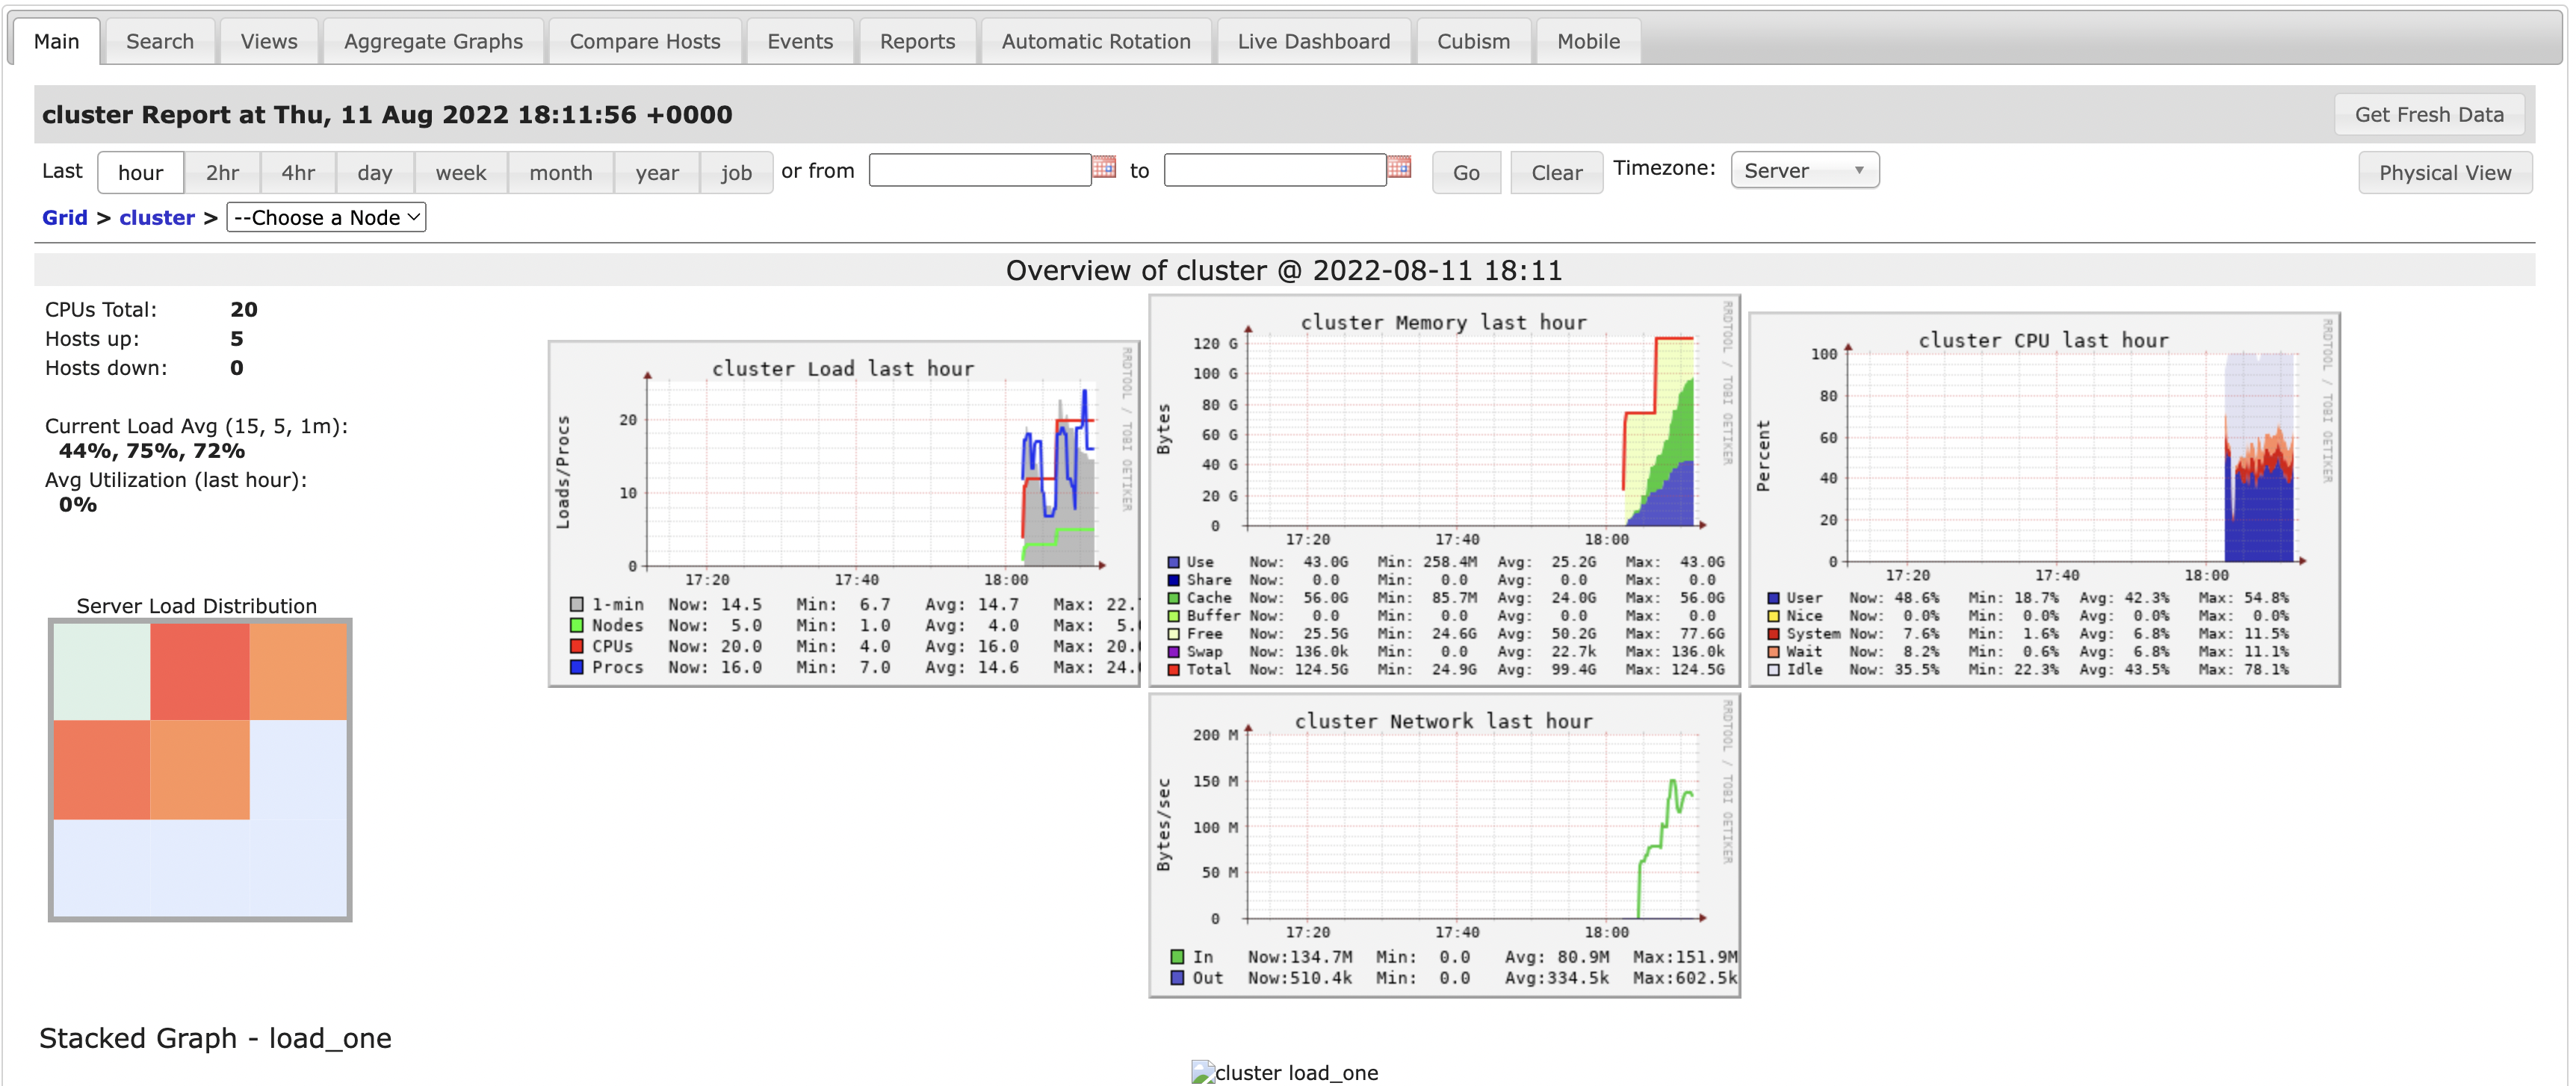 Main Search Views Aggregate Graphs Compare Hosts Events Reports Automatic Rotation Live Dashboard Cubism Mobile
cluster Report at Thu, 11 Aug 2022 18:11:56 +0000 Get Fresh Data
Last hour 2hr 4hr day week month year job or from to Go Clear Timezone: Server Physical View
Grid > cluster > --Choose a Node
Overview of cluster @ 2022-08-11 18:11
CPUs Total: 20
Hosts up: 5
Hosts down: 0
Current Load Avg (15, 5, 1m):
44%, 75%, 72%
Avg Utilization (last hour):
0%
Server Load Distribution
cluster Load last hour
RRDTOOL / TOBI OETIKER
Loads/Procs
20
10
0
17:20 17:40 18:00
1-min Now: 14.5 Min: 6.7 Avg: 14.7 Max: 22.
Nodes Now: 5.0 Min: 1.0 Avg: 4.0 Max: 5.
CPUs Now: 20.0 Min: 4.0 Avg: 16.0 Max: 20.
Procs Now: 16.0 Min: 7.0 Avg: 14.6 Max: 24.
cluster Memory last hour
RRDTOOL / TOBI OETIKER
Bytes
120 G
100 G
80 G
60 G
40 G
20 G
0
17:20 17:40 18:00
Use Now: 43.0G Min: 258.4M Avg: 25.2G Max: 43.0G
Share Now: 0.0 Min: 0.0 Avg: 0.0 Max: 0.0
Cache Now: 56.0G Min: 85.7M Avg: 24.0G Max: 56.0G
Buffer Now: 0.0 Min: 0.0 Avg: 0.0 Max: 0.0
Free Now: 25.5G Min: 24.6G Avg: 50.2G Max: 77.6G
Swap Now: 136.0k Min: 0.0 Avg: 22.7k Max: 136.0k
Total Now: 124.5G Min: 24.9G Avg: 99.4G Max: 124.5G
cluster CPU last hour
RRDTOOL / TOBI OETIKER
Percent
100
80
60
40
20
0
17:20 17:40 18:00
User Now: 48.6% Min: 18.7% Avg: 42.3% Max: 54.8%
Nice Now: 0.0% Min: 0.0% Avg: 0.0% Max: 0.0%
System Now: 7.6% Min: 1.6% Avg: 6.8% Max: 11.5%
Wait Now: 8.2% Min: 0.6% Avg: 6.8% Max: 11.1%
Idle Now: 35.5% Min: 22.3% Avg: 43.5% Max: 78.1%
cluster Network last hour
RRDTOOL / TOBI OETIKER
Bytes/sec
200 M
150 M
100 M
50 M
0
17:20 17:40 18:00
In Now:134.7M Min: 0.0 Avg: 80.9M Max:151.9M
Out Now:510.4k Min: 0.0 Avg:334.5k Max:602.5k
Stacked Graph - load_one
cluster load_one